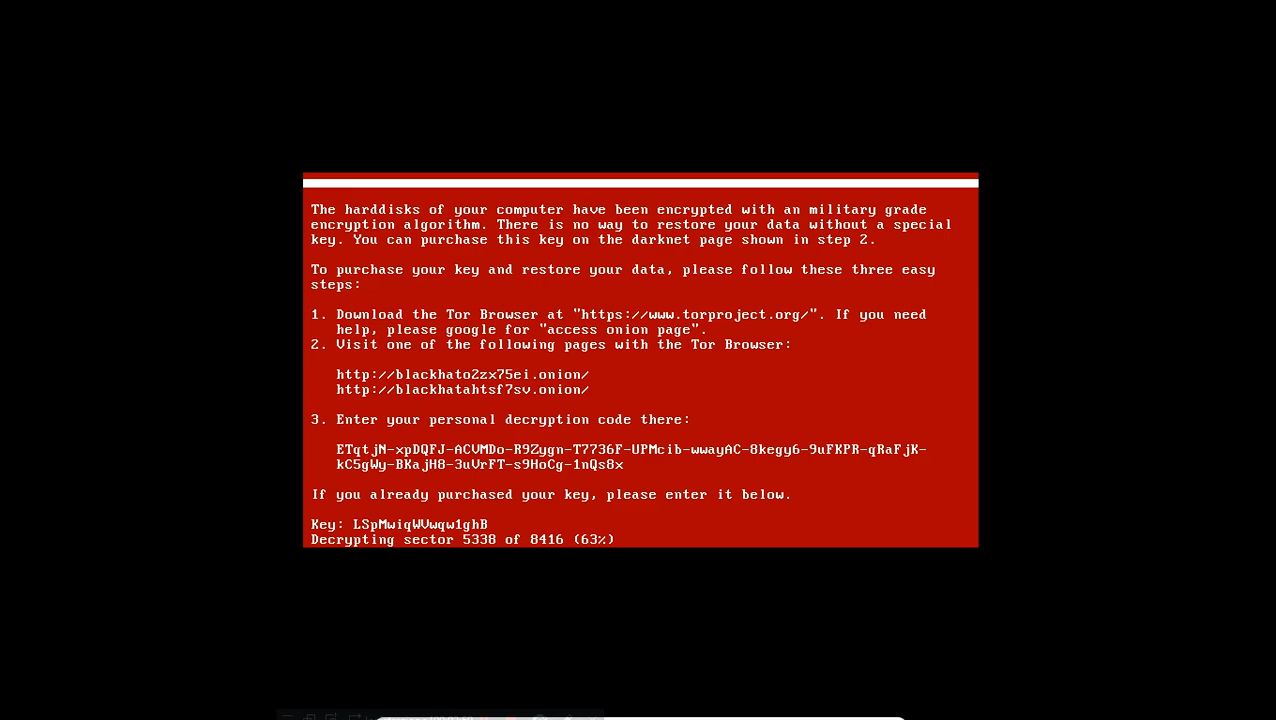 The harddisks of your computer have been encrypted with an military grade
encryption algorithm. There is no way to restore your data without a special
key. You can purchase this key on the darknet page shown in step 2.
To purchase your key and restore your data, please follow these three easy
steps:
1. Download the Tor Browser at "https://www.torproject.org/". If you need
help, please google for "access onion page".
2. Visit one of the following pages with the Tor Browser:
http://blackhato2zx75ei.onion/
http://blackhatahtsf7sv.onion/
3. Enter your personal decryption code there:
ETqtjN-xpDQFJ-ACVMDo-R9Zygn-T7736F-UPMcib-wwayAC-8kegy6-9uFKPR-qRaFjK-
kC5gWy-BKajH8-3uVrFT-s9HoCg-1nQs8x
If you already purchased your key, please enter it below.
Key: LSpMwiqWVwqw1ghB
Decrypting sector 5338 of 8416 (63%)